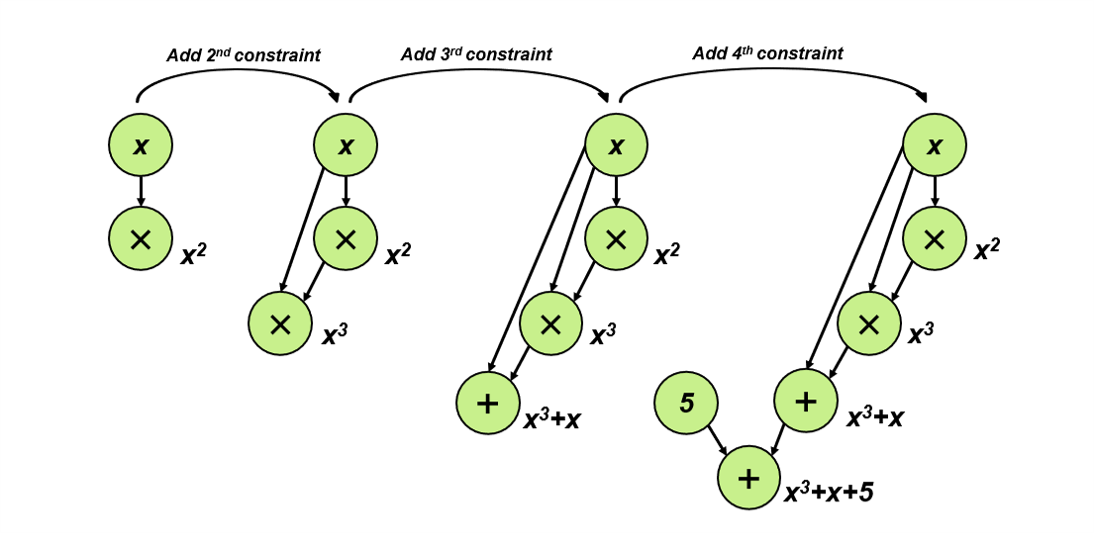 Add 2nd constraint Add 3rd constraint Add 4th constraint
x x x x
× x² × x² × x² × x²
× x³ × x³ × x³
+ x³+x 5 + x³+x
+ x³+x+5